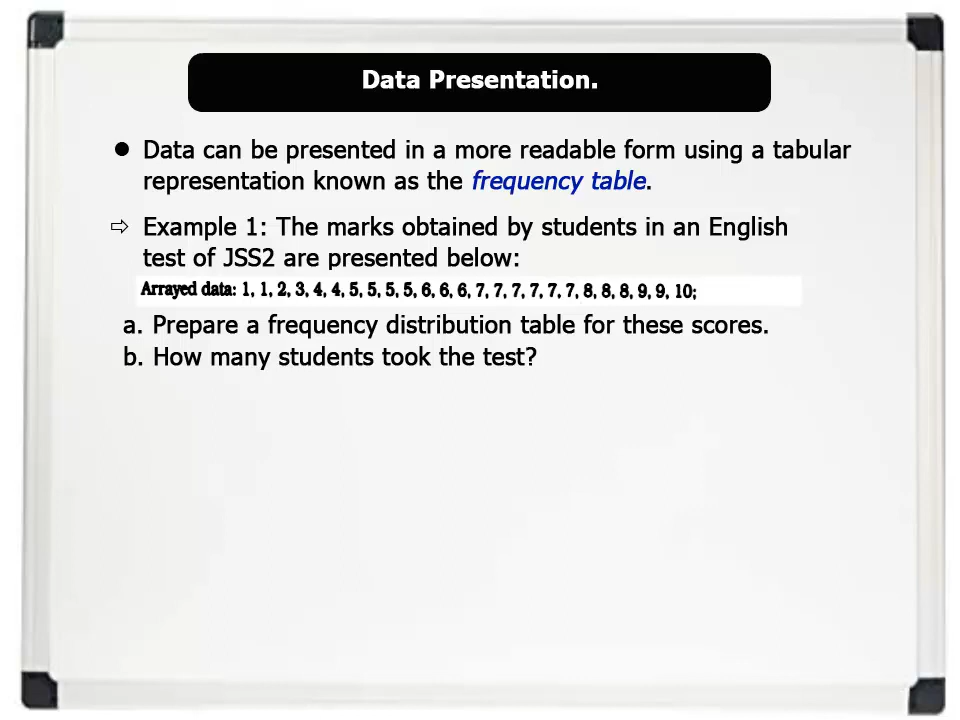 Data Presentation.
● Data can be presented in a more readable form using a tabular
representation known as the frequency table.
⇨ Example 1: The marks obtained by students in an English
test of JSS2 are presented below:
Arrayed data: 1, 1, 2, 3, 4, 4, 5, 5, 5, 5, 6, 6, 6, 7, 7, 7, 7, 7, 7, 8, 8, 8, 9, 9, 10;
a. Prepare a frequency distribution table for these scores.
b. How many students took the test?